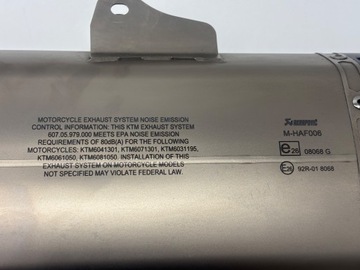 MOTORCYCLE EXHAUST SYSTEM NOISE EMISSION
CONTROL INFORMATION: THIS KTM EXHAUST SYSTEM
607.05.979.000 MEETS EPA NOISE EMISSION
REQUIREMENTS OF 80dB(A) FOR THE FOLLOWING
MOTORCYCLES: KTM6041301, KTM6071301, KTM6031195,
KTM6061050, KTM6081050. INSTALLATION OF THIS
EXHAUST SYSTEM ON MOTORCYCLE MODELS
NOT SPECIFIED MAY VIOLATE FEDERAL LAW.
AKRAPOVIČ
M-HAF006
e26 08068 G
E26 92R-01 8068